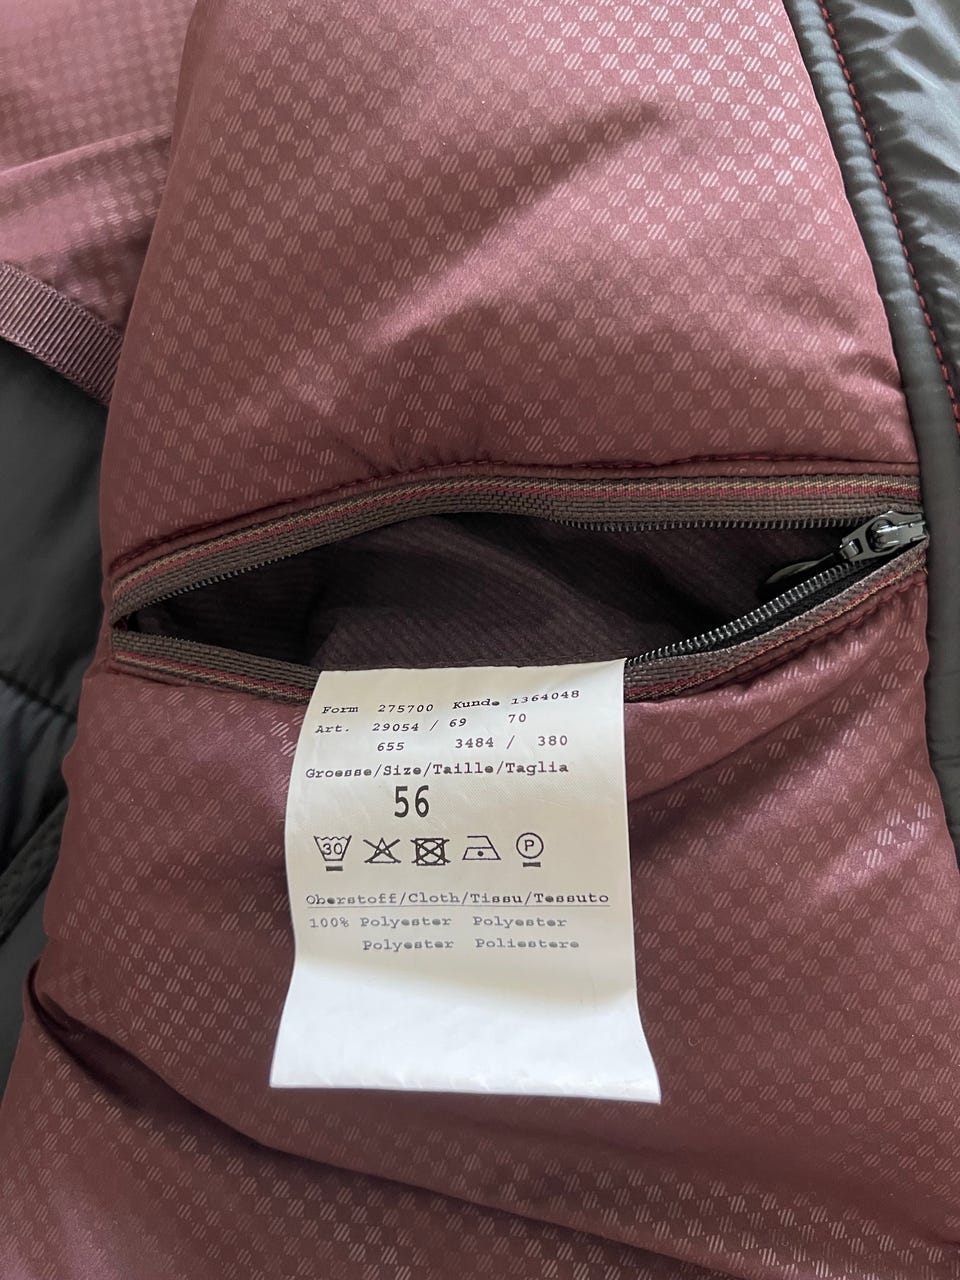 Form 275700 Kunde 1364048
Art. 29054 / 69 70
655 3484 / 380
Groesse/Size/Taille/Taglia
56
30 P
Oberstoff/Cloth/Tissu/Tessuto
100% Polyester Polyester
Polyester Poliestere